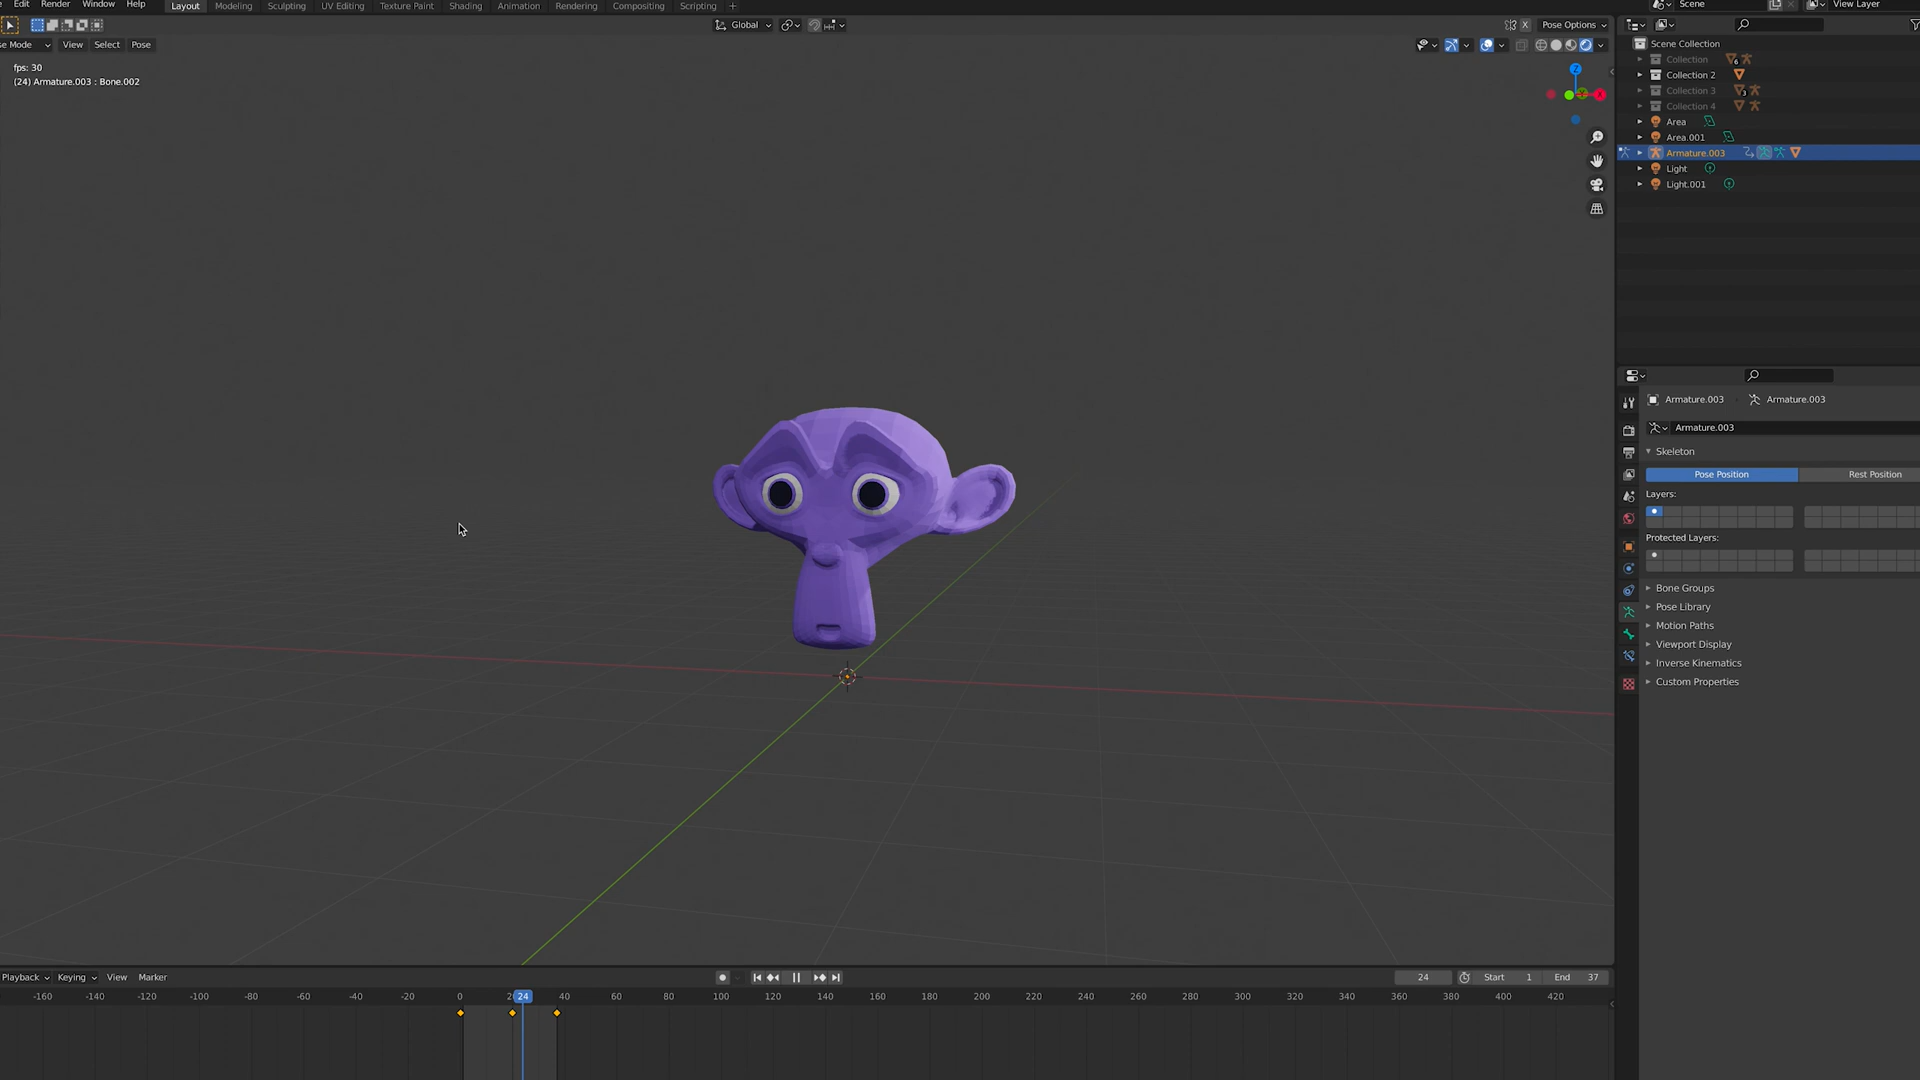 Edit Render Window Help Layout Modeling Sculpting UV Editing Texture Paint Shading Animation Rendering Compositing Scripting + Scene View Layer
Global X Pose Options
se Mode View Select Pose
fps: 30
(24) Armature.003 : Bone.002
Z
Scene Collection
Collection 6
Collection 2
Collection 3 3
Collection 4
Area
Area.001
Armature.003
Light
Light.001
Armature.003 Armature.003
Armature.003
Skeleton
Pose Position Rest Position
Layers:
Protected Layers:
Bone Groups
Pose Library
Motion Paths
Viewport Display
Inverse Kinematics
Custom Properties
Playback Keying View Marker 24 Start 1 End 37
-160 -140 -120 -100 -80 -60 -40 -20 0 24 40 60 80 100 120 140 160 180 200 220 240 260 280 300 320 340 360 380 400 420